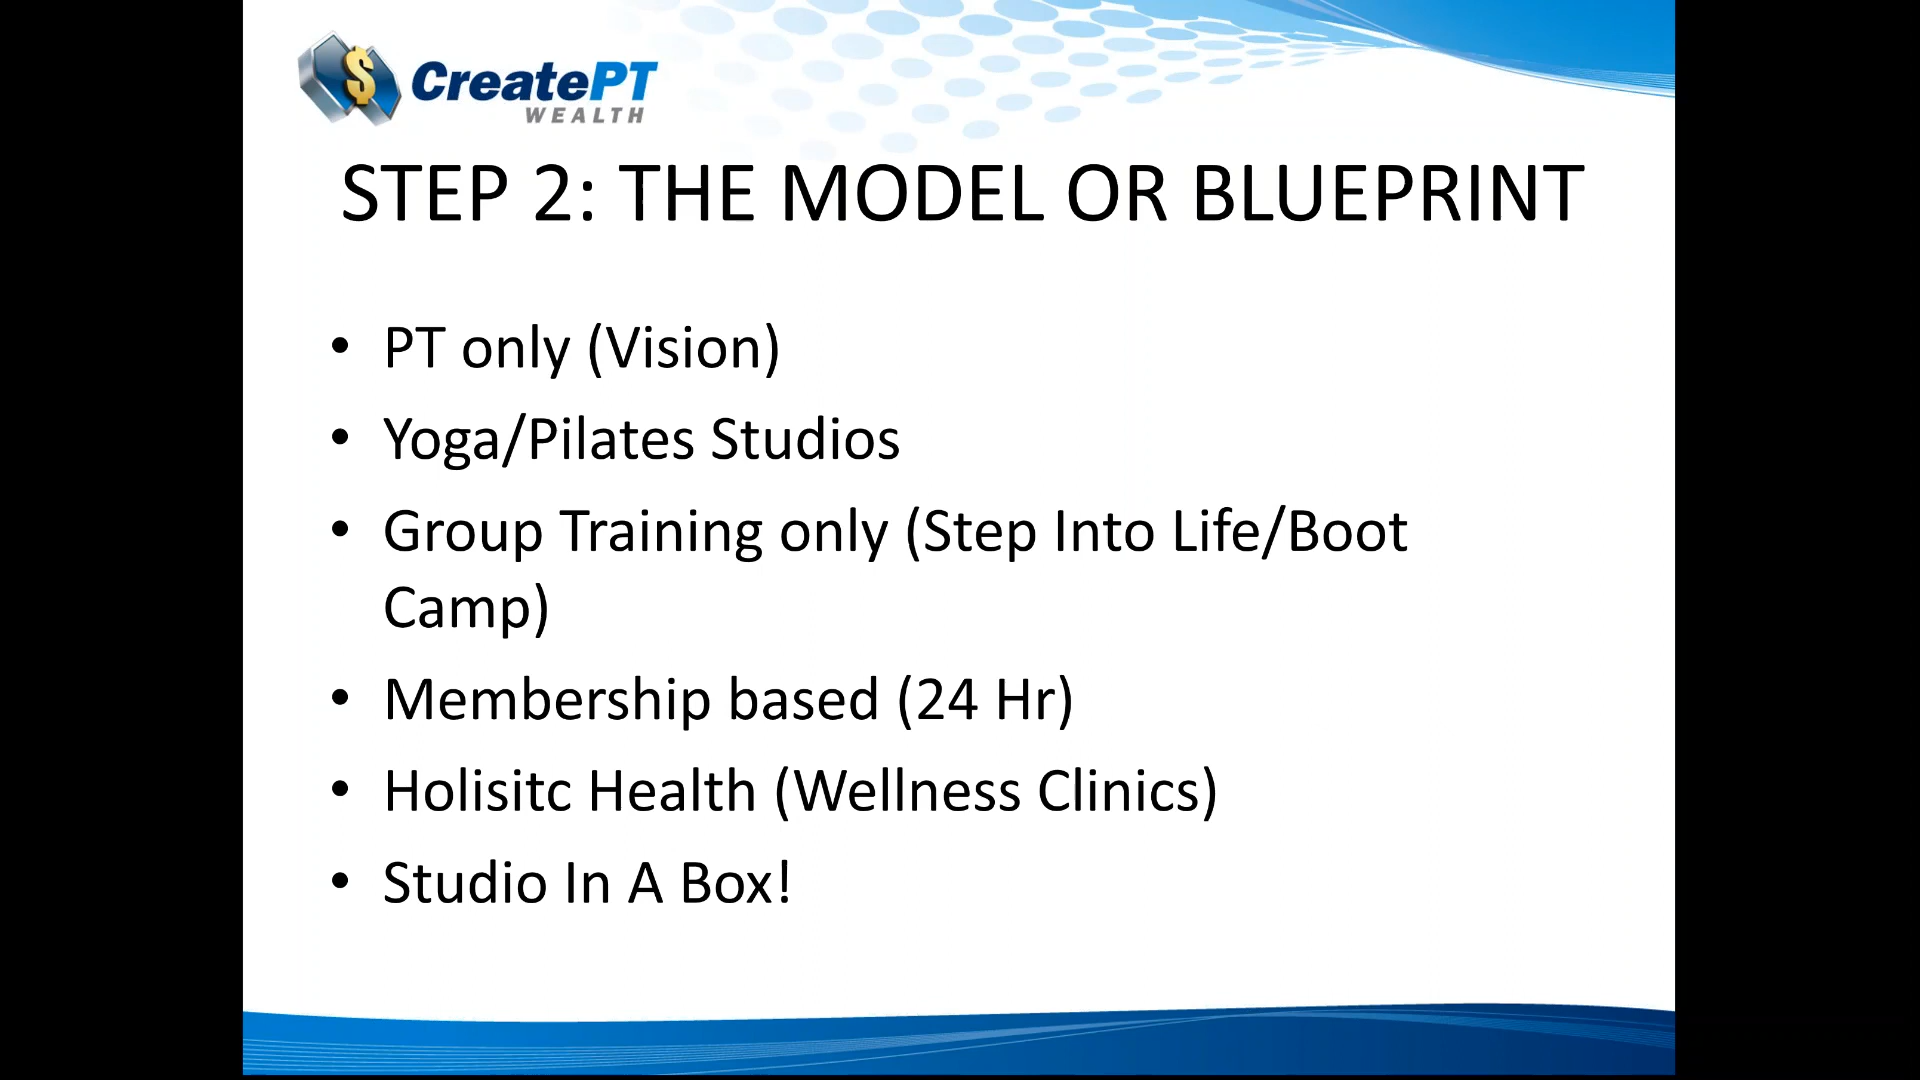 $
CreatePT
WEALTH
STEP 2: THE MODEL OR BLUEPRINT
• PT only (Vision)
• Yoga/Pilates Studios
• Group Training only (Step Into Life/Boot
Camp)
• Membership based (24 Hr)
• Holisitc Health (Wellness Clinics)
• Studio In A Box!